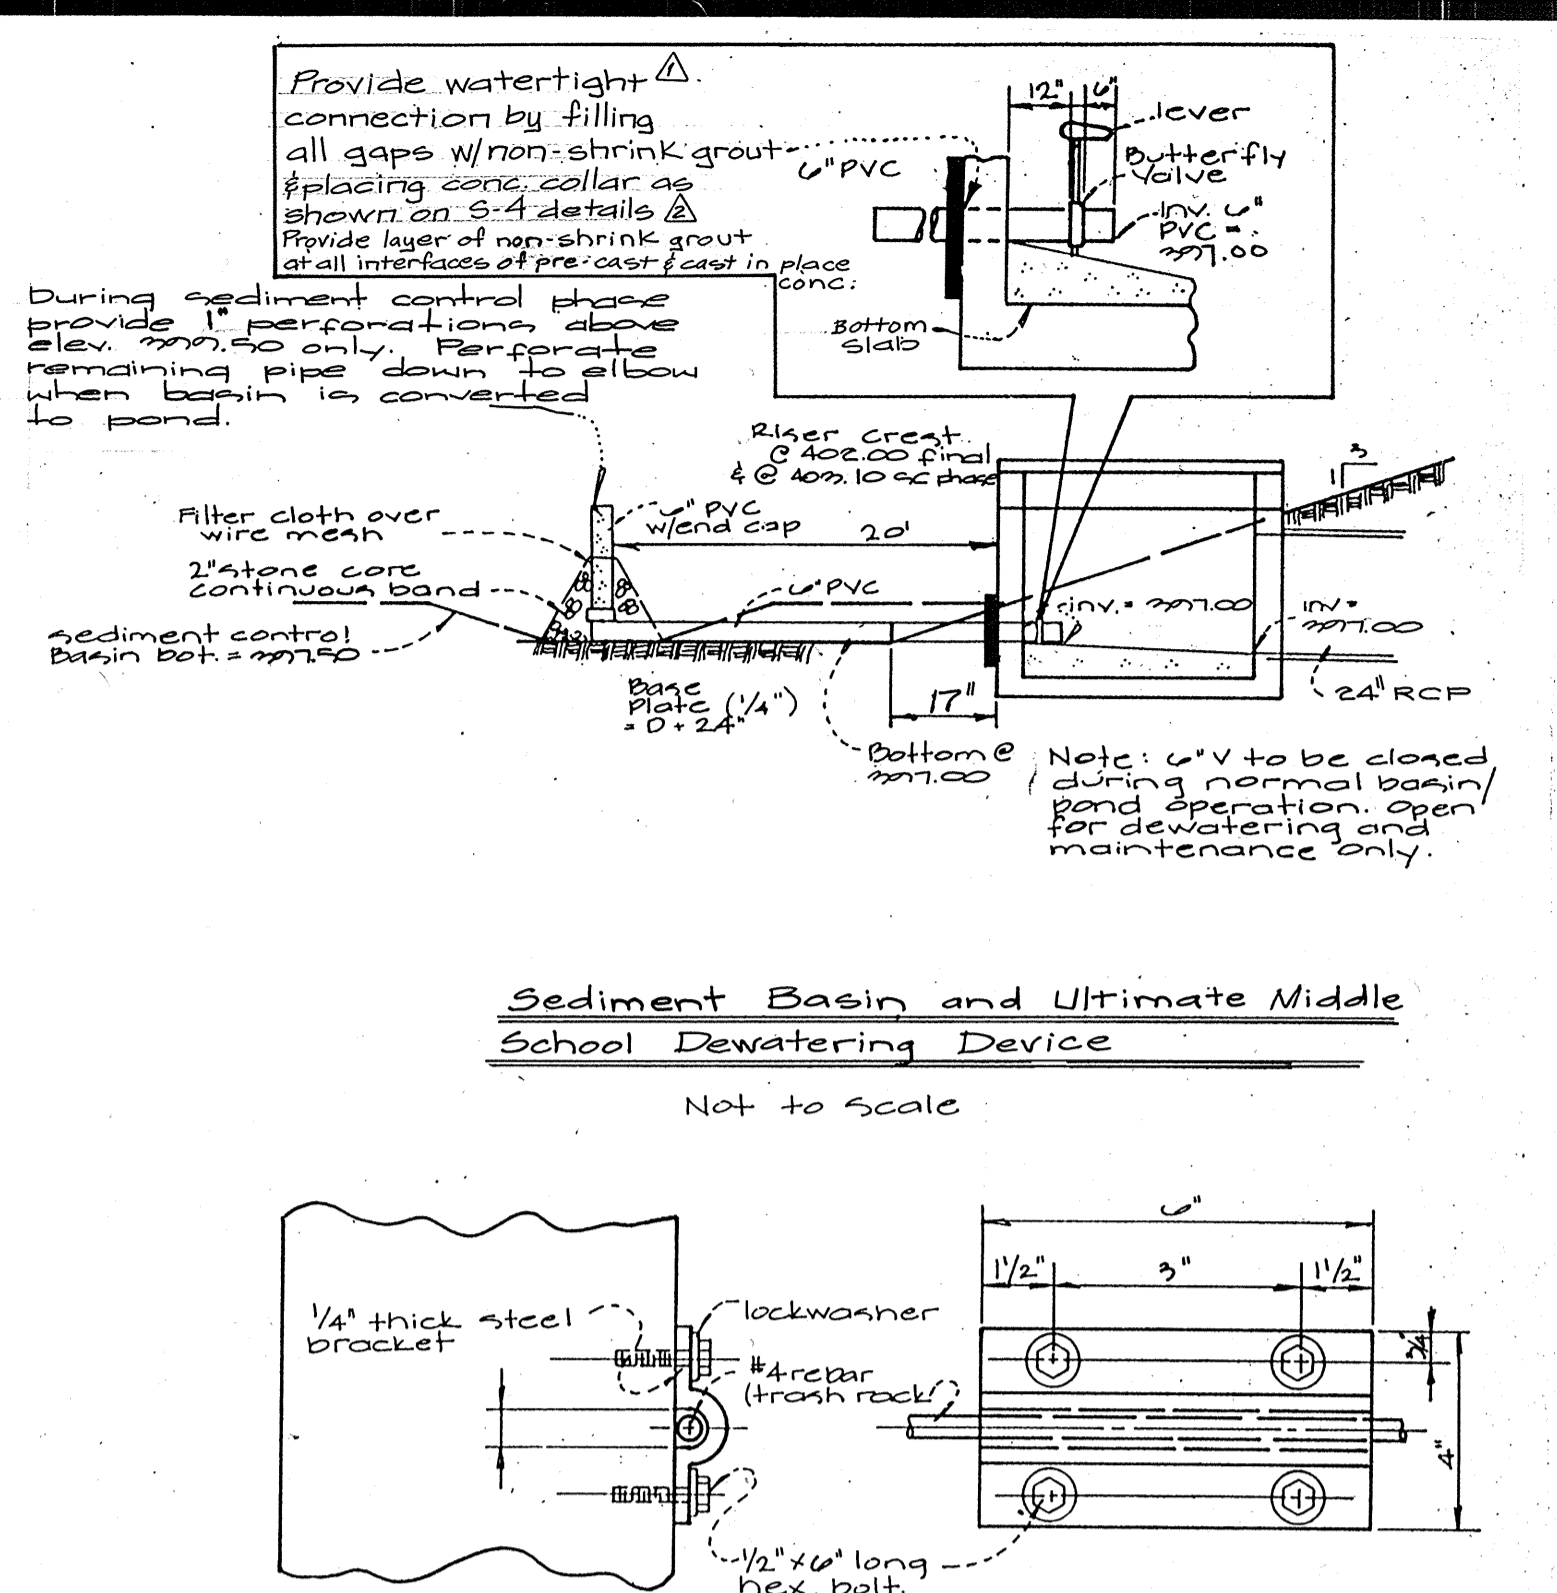 Provide watertight 1
connection by filling
all gaps w/non-shrink grout
& placing conc. collar as
shown on S-4 details 2
Provide layer of non-shrink grout
at all interfaces of pre-cast & cast in place
conc.
6" PVC
12"
6"
lever
Butterfly
Valve
Inv. 6"
PVC =
397.00
Bottom
slab
During sediment control phase
provide 1" perforations above
elev. 399.50 only. Perforate
remaining pipe down to elbow
when basin is converted
to pond.
Riser Crest
@ 402.00 final
& @ 403.10 SC phase
3
1
Filter cloth over
wire mesh
6" PVC
w/end cap
20'
2" stone core
continuous band
6" PVC
inv. = 397.00
inv =
397.00
Sediment control
Basin bot. = 397.50
24" RCP
Base
Plate (1/4")
= D + 24"
17"
Bottom @
397.00
Note: 6" V to be closed
during normal basin/
pond operation. Open
for dewatering and
maintenance only.
Sediment Basin and Ultimate Middle
School Dewatering Device
Not to scale
1/4" thick steel
bracket
lockwasher
#4 rebar
(trash rack)
1/2" x 6" long
hex. bolt.
6"
1 1/2"
3"
1 1/2"
3/4"
4"